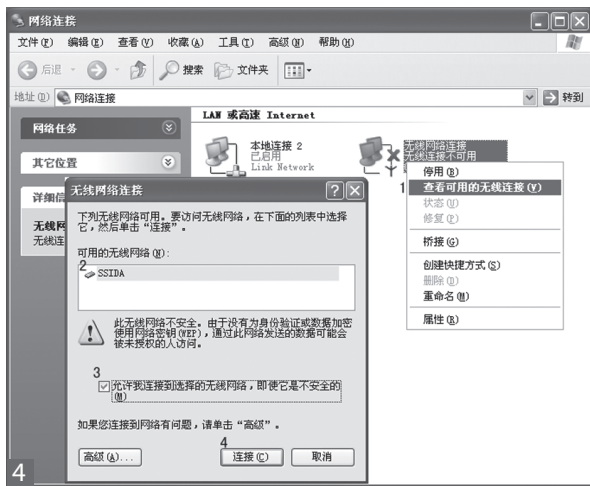 网络连接
文件(F) 编辑(E) 查看(V) 收藏(A) 工具(T) 高级(N) 帮助(H)
后退 搜索 文件夹
地址(D) 网络连接 转到
LAN 或高速 Internet
网络任务
其它位置
详细信
无线网
无线连
本地连接 2
已启用
Link Network
无线网络连接
无线连接不可用
1
停用(B)
查看可用的无线连接(V)
状态(U)
修复(P)
桥接(G)
创建快捷方式(S)
删除(D)
重命名(M)
属性(R)
无线网络连接
下列无线网络可用。要访问无线网络，在下面的列表中选择
它，然后单击“连接”。
可用的无线网络(N):
2
SSIDA
此无线网络不安全。由于没有为身份验证或数据加密
使用网络密钥(WEP)，通过此网络发送的数据可能会
被未授权的人访问。
3
允许我连接到选择的无线网络，即使它是不安全的
(W)
如果您连接到网络有问题，请单击“高级”。
4
高级(A)... 连接(C) 取消
4